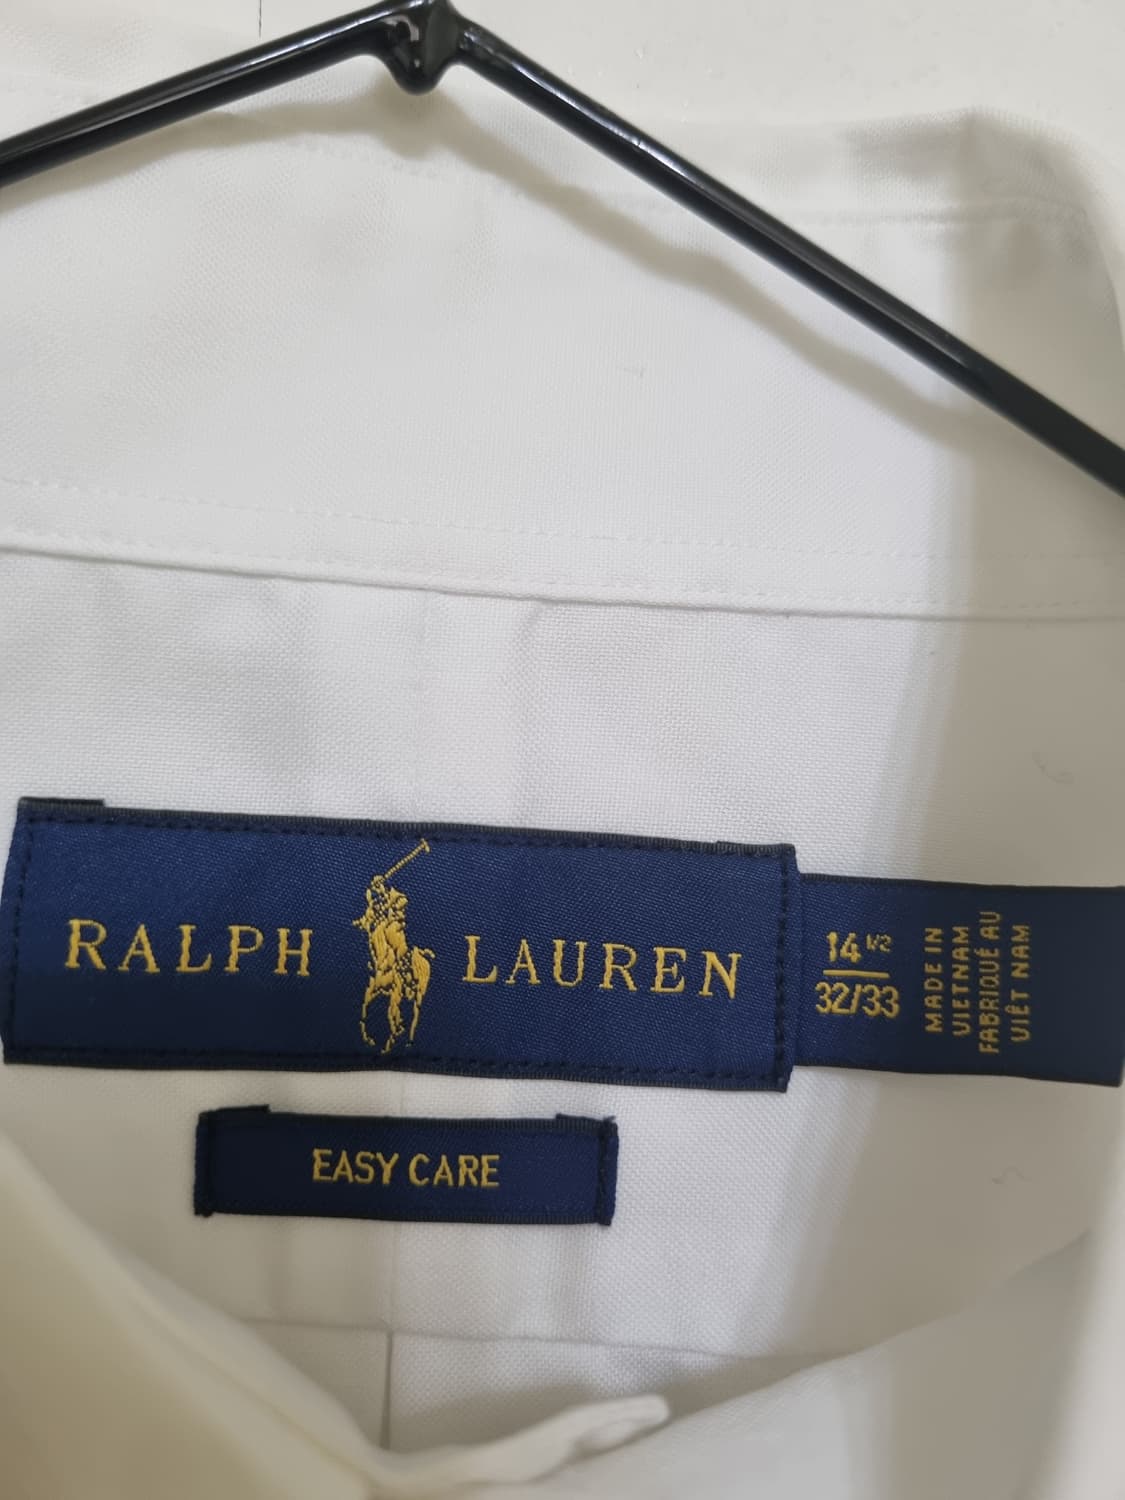 RALPH LAUREN
14 1/2
32/33
MADE IN
VIETNAM
FABRIQUÉ AU
VIÊT NAM
EASY CARE